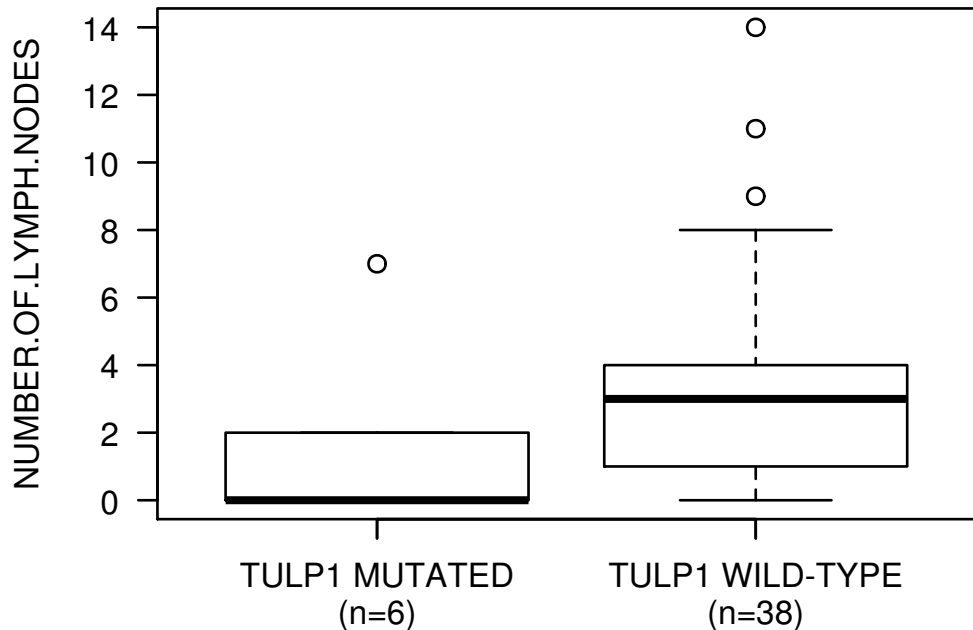 NUMBER.OF.LYMPH.NODES
14
12
10
8
6
4
2
0
TULP1 MUTATED
(n=6)
TULP1 WILD-TYPE
(n=38)